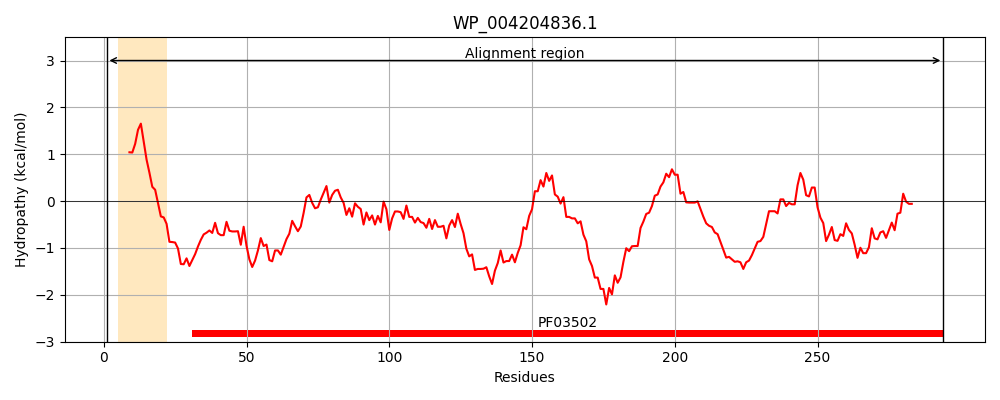 WP_004204836.1
Alignment region
Hydropathy (kcal/mol)
3
2
1
0
−1
−2
−3
PF03502
0
50
100
150
200
250
Residues